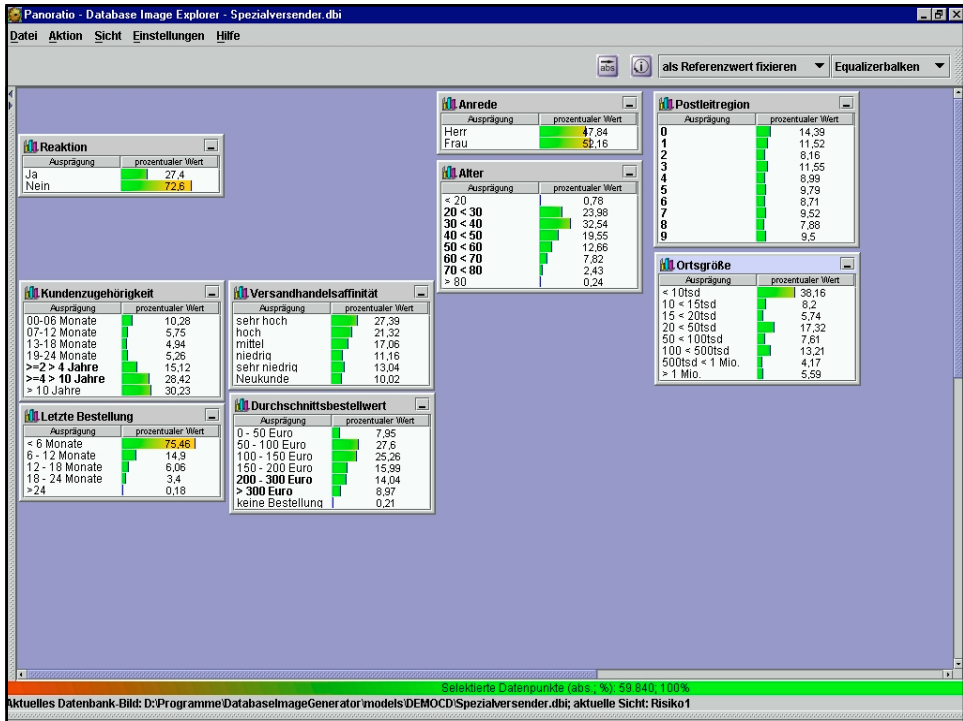 Panoratio - Database Image Explorer - Spezialversender.dbi
Datei Aktion Sicht Einstellungen Hilfe
abs als Referenzwert fixieren Equalizerbalken
Reaktion
Ausprägung prozentualer Wert
Ja 27,4
Nein 72,6
Anrede
Ausprägung prozentualer Wert
Herr 47,84
Frau 52,16
Alter
Ausprägung prozentualer Wert
< 20 0,78
20 < 30 23,98
30 < 40 32,54
40 < 50 19,55
50 < 60 12,66
60 < 70 7,82
70 < 80 2,43
> 80 0,24
Postleitregion
Ausprägung prozentualer Wert
0 14,39
1 11,52
2 8,16
3 11,55
4 8,99
5 9,79
6 8,71
7 9,52
8 7,88
9 9,5
Ortsgröße
Ausprägung prozentualer Wert
< 10tsd 38,16
10 < 15tsd 8,2
15 < 20tsd 5,74
20 < 50tsd 17,32
50 < 100tsd 7,61
100 < 500tsd 13,21
500tsd < 1 Mio. 4,17
> 1 Mio. 5,59
Kundenzugehörigkeit
Ausprägung prozentualer Wert
00-06 Monate 10,28
07-12 Monate 5,75
13-18 Monate 4,94
19-24 Monate 5,26
>=2 > 4 Jahre 15,12
>=4 > 10 Jahre 28,42
> 10 Jahre 30,23
Versandhandelsaffinität
Ausprägung prozentualer Wert
sehr hoch 27,39
hoch 21,32
mittel 17,06
niedrig 11,16
sehr niedrig 13,04
Neukunde 10,02
Letzte Bestellung
Ausprägung prozentualer Wert
< 6 Monate 75,46
6 - 12 Monate 14,9
12 - 18 Monate 6,06
18 - 24 Monate 3,4
>24 0,18
Durchschnittsbestellwert
Ausprägung prozentualer Wert
0 - 50 Euro 7,95
50 - 100 Euro 27,6
100 - 150 Euro 25,26
150 - 200 Euro 15,99
200 - 300 Euro 14,04
> 300 Euro 8,97
keine Bestellung 0,21
Selektierte Datenpunkte (abs.; %): 59.840; 100%
Aktuelles Datenbank-Bild: D:\Programme\DatabaseImageGenerator\models\DEMOCD\Spezialversender.dbi; aktuelle Sicht: Risiko1